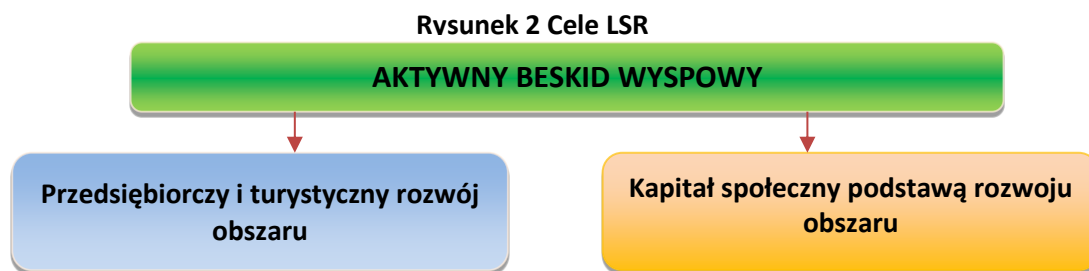 Rysunek 2 Cele LSR
AKTYWNY BESKID WYSPOWY
Przedsiębiorczy i turystyczny rozwój
obszaru
Kapitał społeczny podstawą rozwoju
obszaru